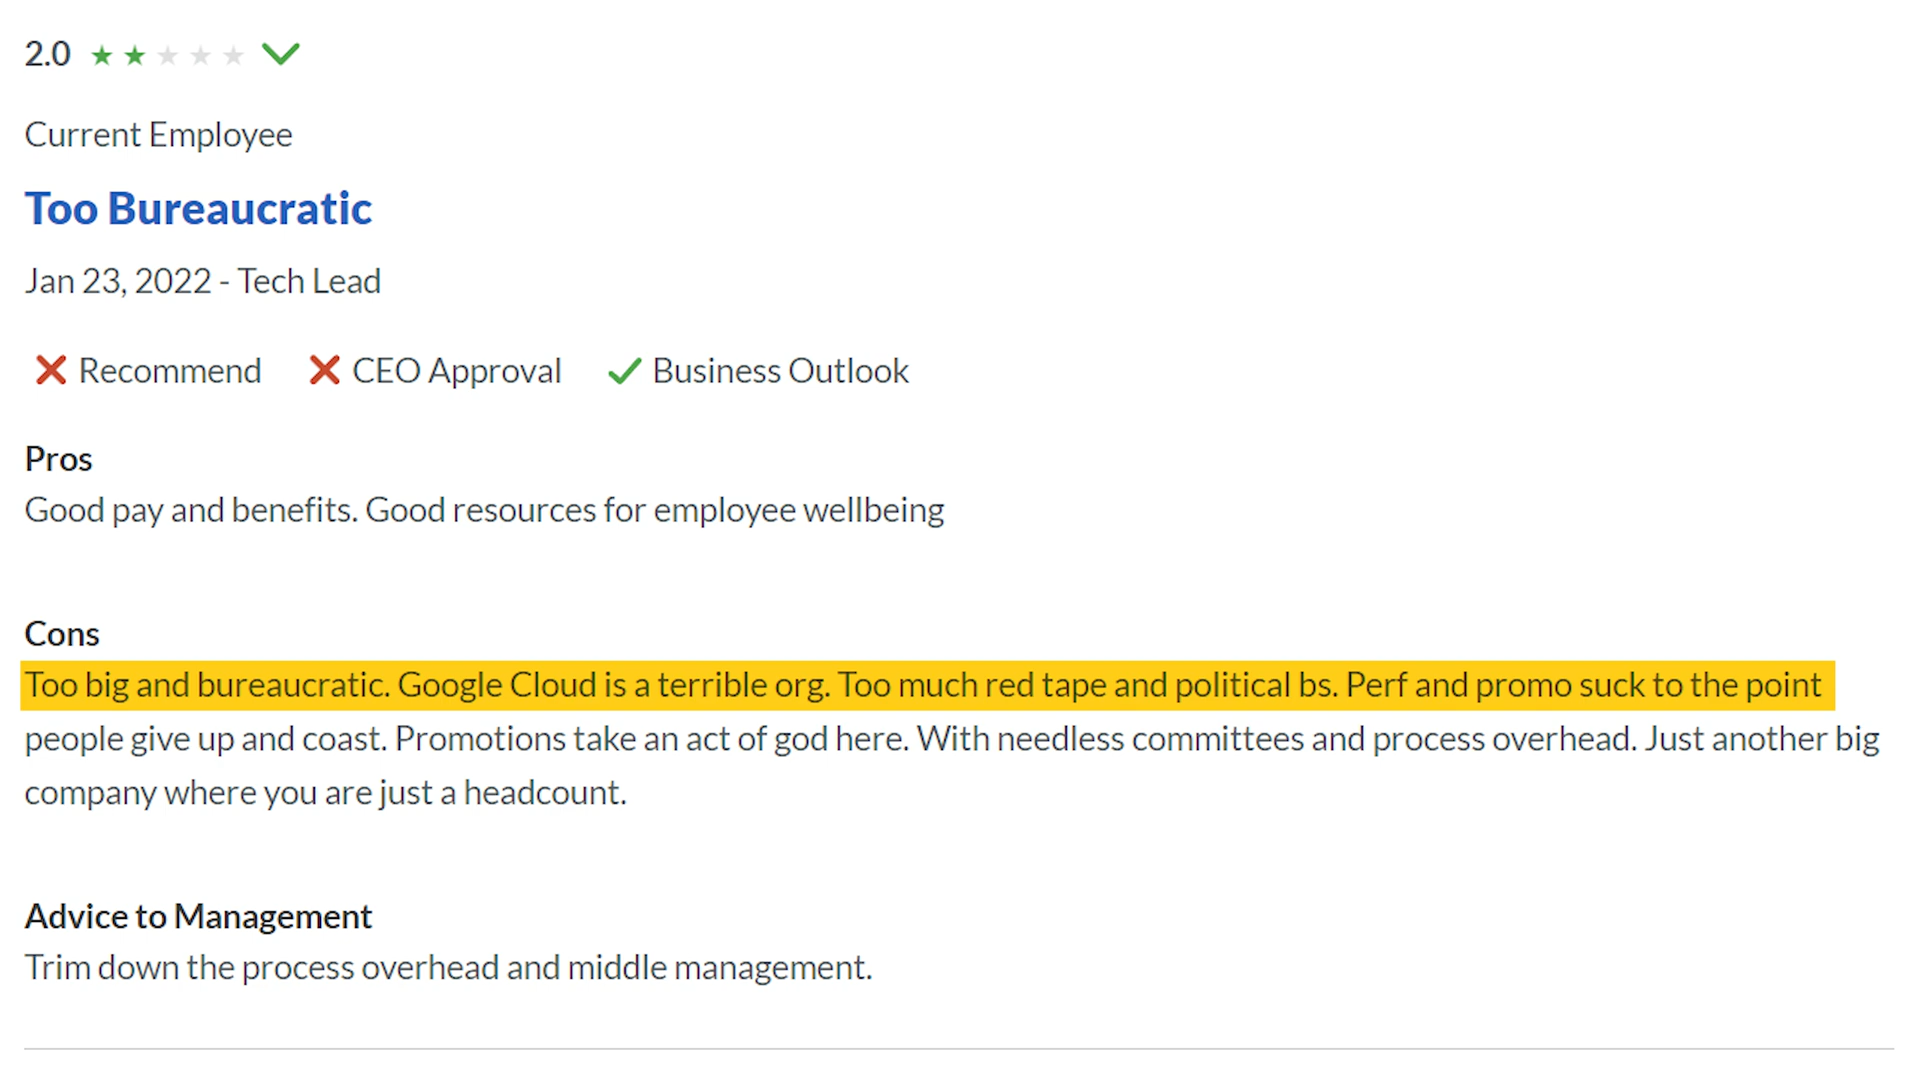 2.0
Current Employee
Too Bureaucratic
Jan 23, 2022 - Tech Lead
Recommend CEO Approval Business Outlook
Pros
Good pay and benefits. Good resources for employee wellbeing
Cons
Too big and bureaucratic. Google Cloud is a terrible org. Too much red tape and political bs. Perf and promo suck to the point
people give up and coast. Promotions take an act of god here. With needless committees and process overhead. Just another big
company where you are just a headcount.
Advice to Management
Trim down the process overhead and middle management.